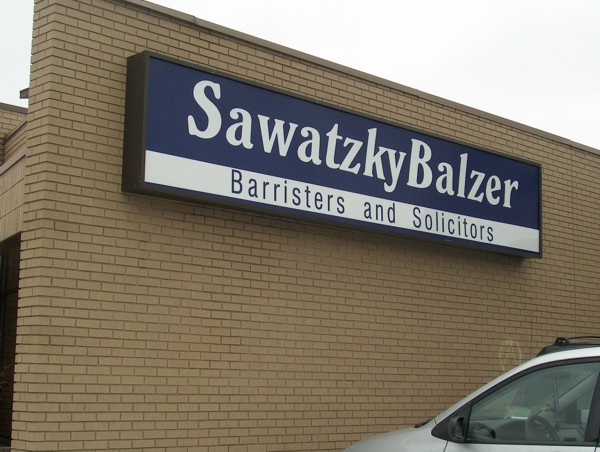 SawatzkyBalzer
Barristers and Solicitors